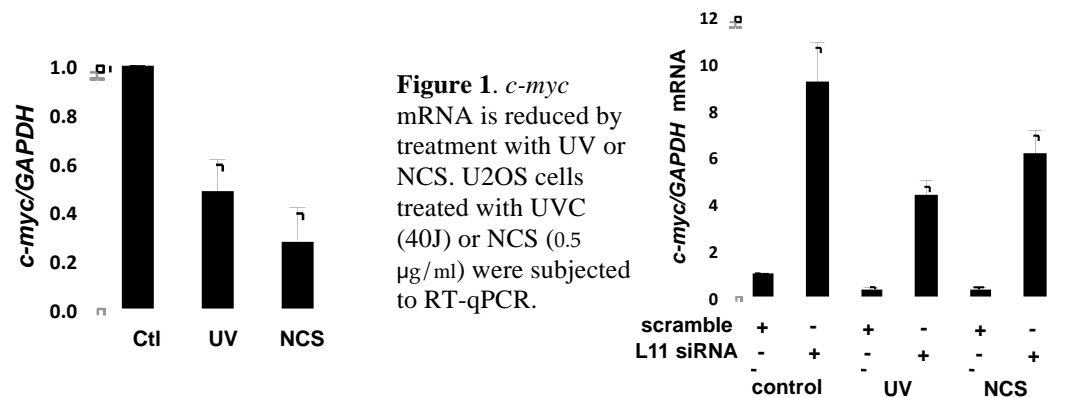 1.0
0.8
0.6
0.4
0.2
0.0
c-myc/GAPDH
Ctl UV NCS
Figure 1. c-myc
mRNA is reduced by
treatment with UV or
NCS. U2OS cells
treated with UVC
(40J) or NCS (0.5
µg/ml) were subjected
to RT-qPCR.
12
10
8
6
4
2
0
c-myc/GAPDH mRNA
scramble + - + - + -
L11 siRNA - + - + - +
- - -
control UV NCS